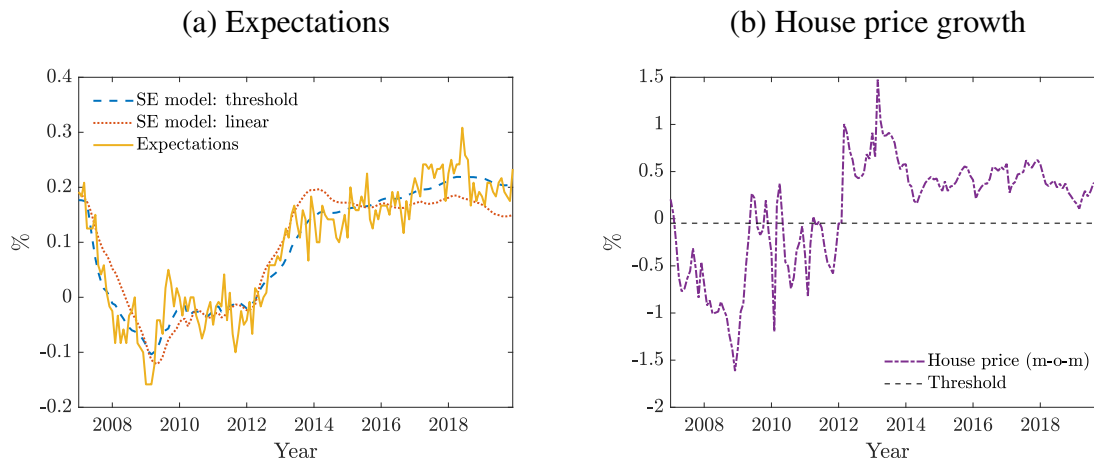 (a) Expectations
0.4
0.3
0.2
0.1
0
-0.1
0.2
%
SE model: threshold
SE model: linear
Expectations
2008 2010 2012 2014 2016 2018
Year
(b) House price growth
1.5
1
0.5
0
-0.5
-1
-1.5
-2
%
House price (m-o-m)
Threshold
2008 2010 2012 2014 2016 2018
Year